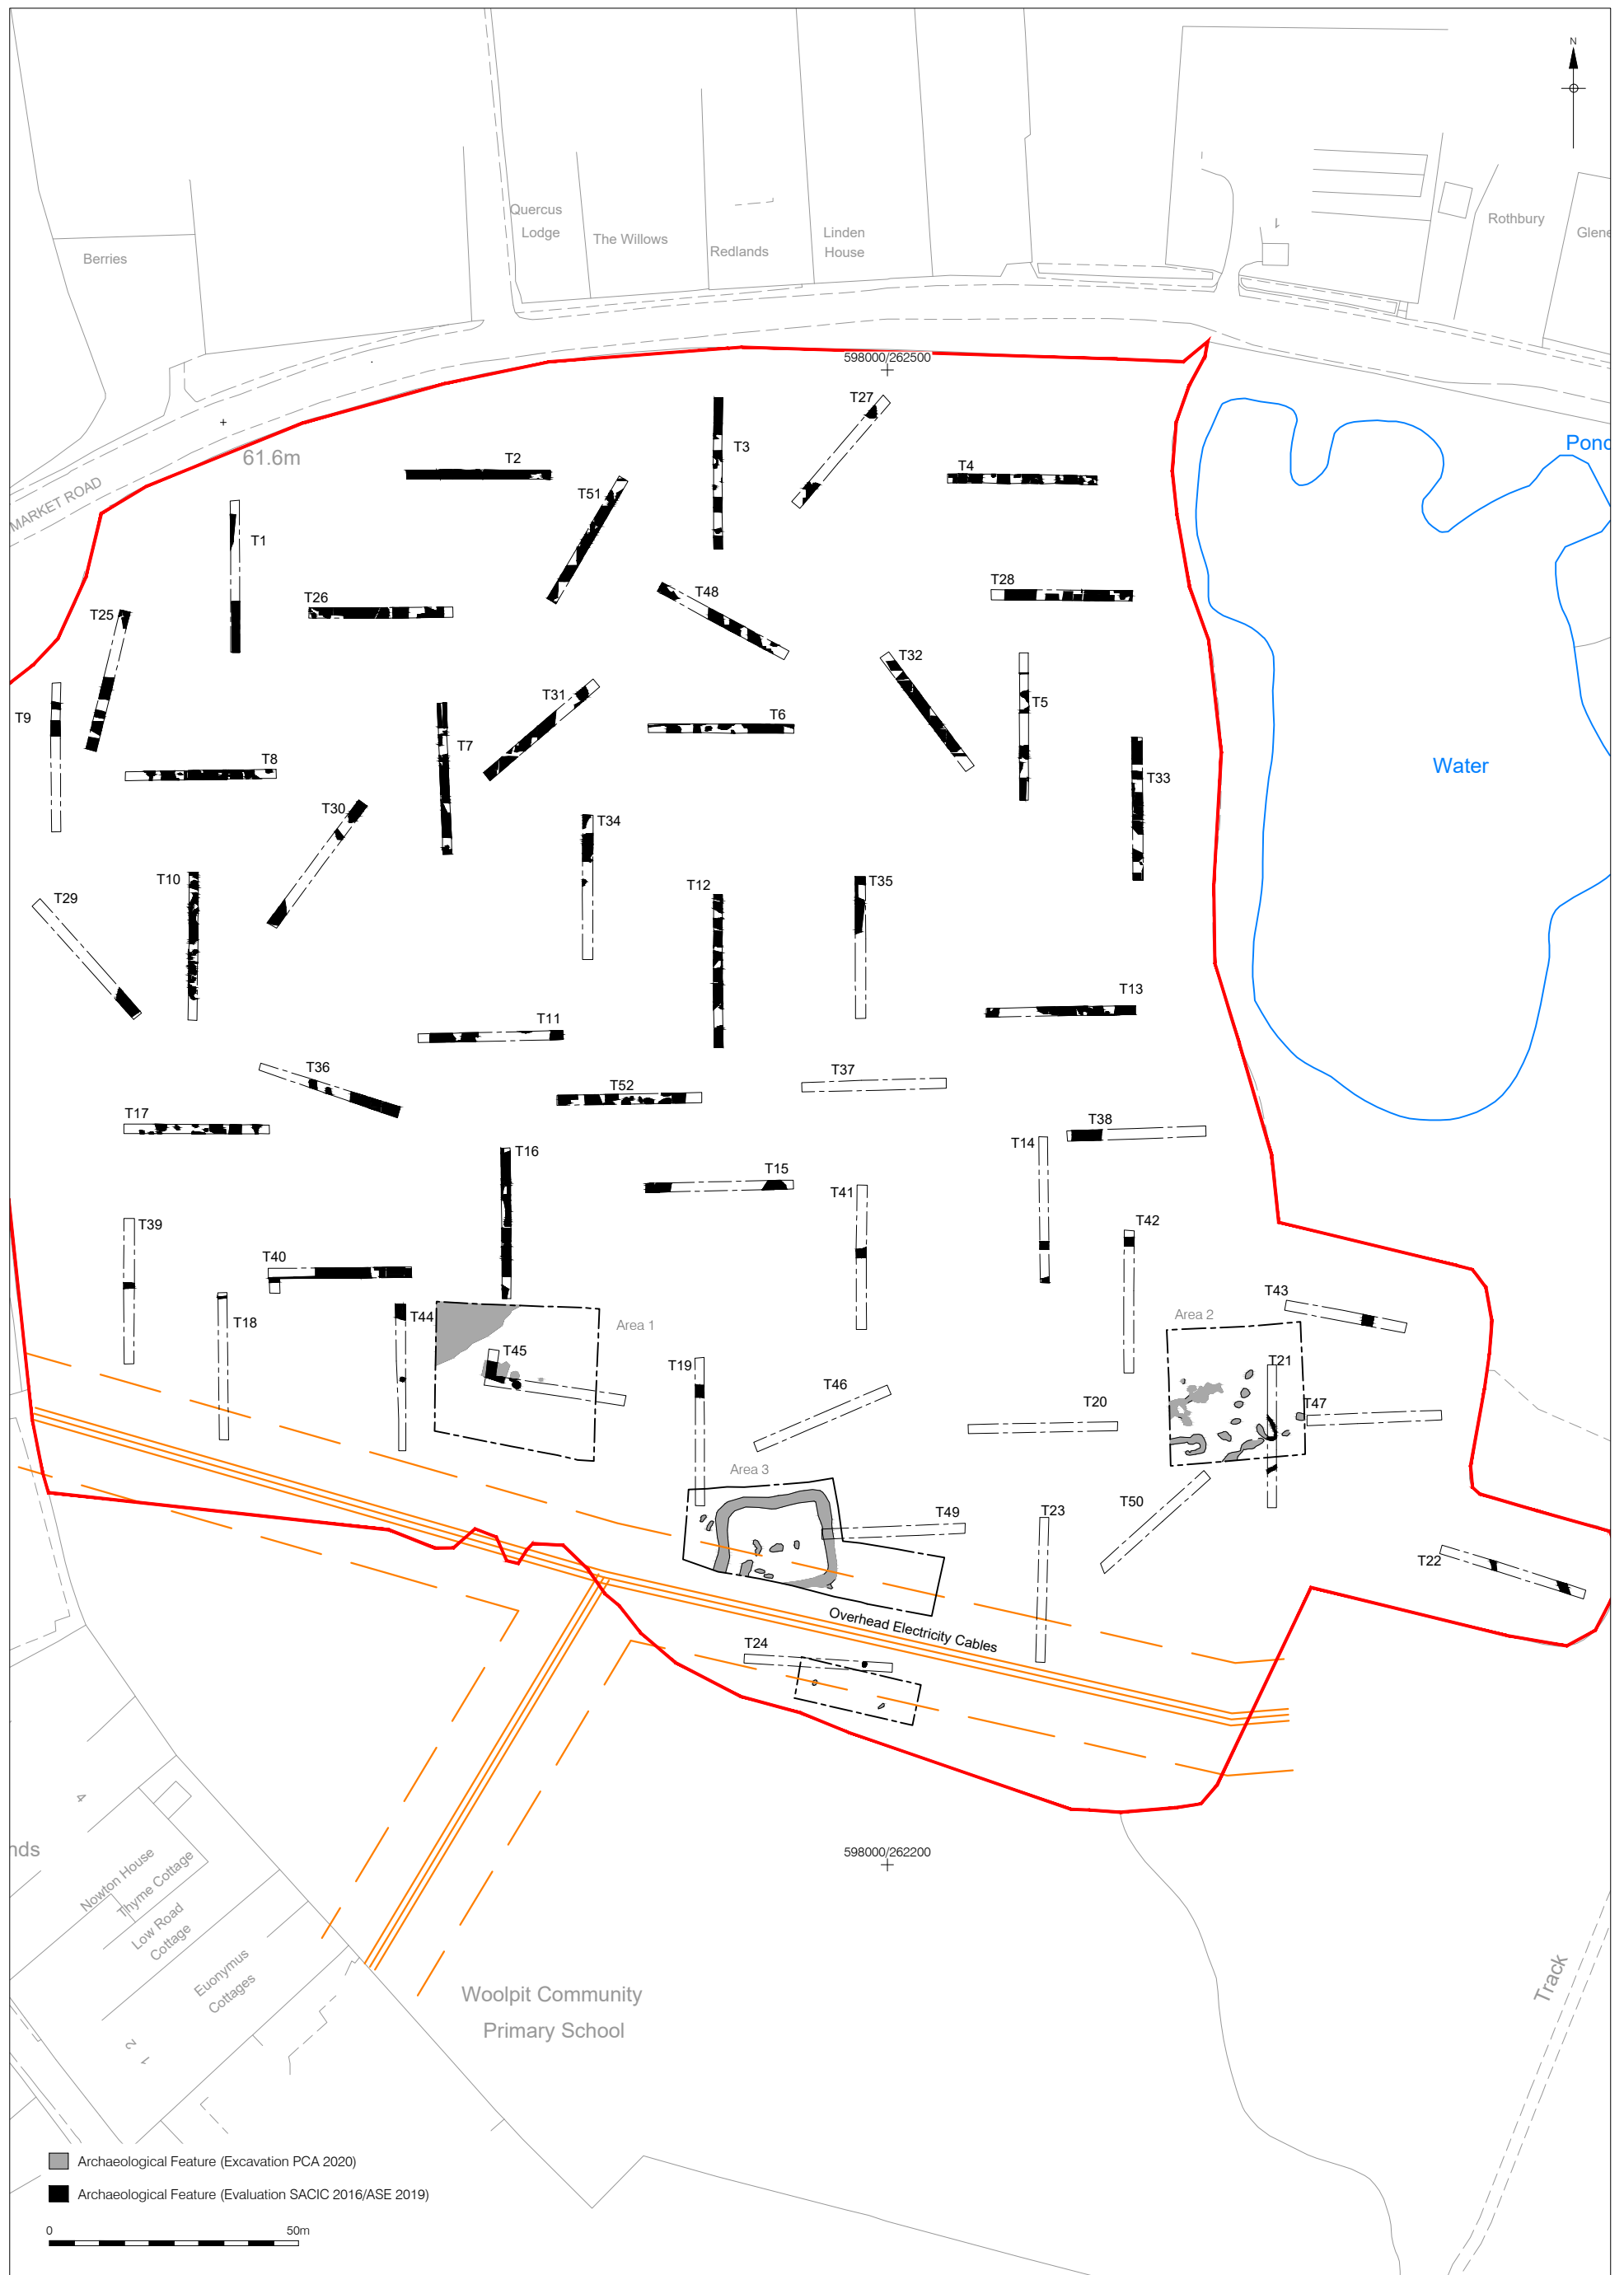 N
Quercus
Lodge
The Willows
Redlands
Linden
House
Berries
1
Rothbury
Glene
598000/262500
61.6m
MARKET ROAD
Pond
Water
T27
T3
T2
T4
T51
T1
T26
T48
T28
T25
T32
T9
T31
T6
T5
T7
T8
T33
T30
T34
T10
T12
T35
T29
T13
T11
T36
T37
T52
T17
T38
T14
T16
T15
T41
T39
T42
T40
T43
T18
T44
Area 1
Area 2
T45
T19
T21
T46
T20
T47
Area 3
T49
T50
T23
T22
Overhead Electricity Cables
T24
4
nds
Nowton House
Thyme Cottage
Low Road
Cottage
Euonymus
Cottages
2
1
598000/262200
Woolpit Community
Primary School
Track
Archaeological Feature (Excavation PCA 2020)
Archaeological Feature (Evaluation SACIC 2016/ASE 2019)
0 50m